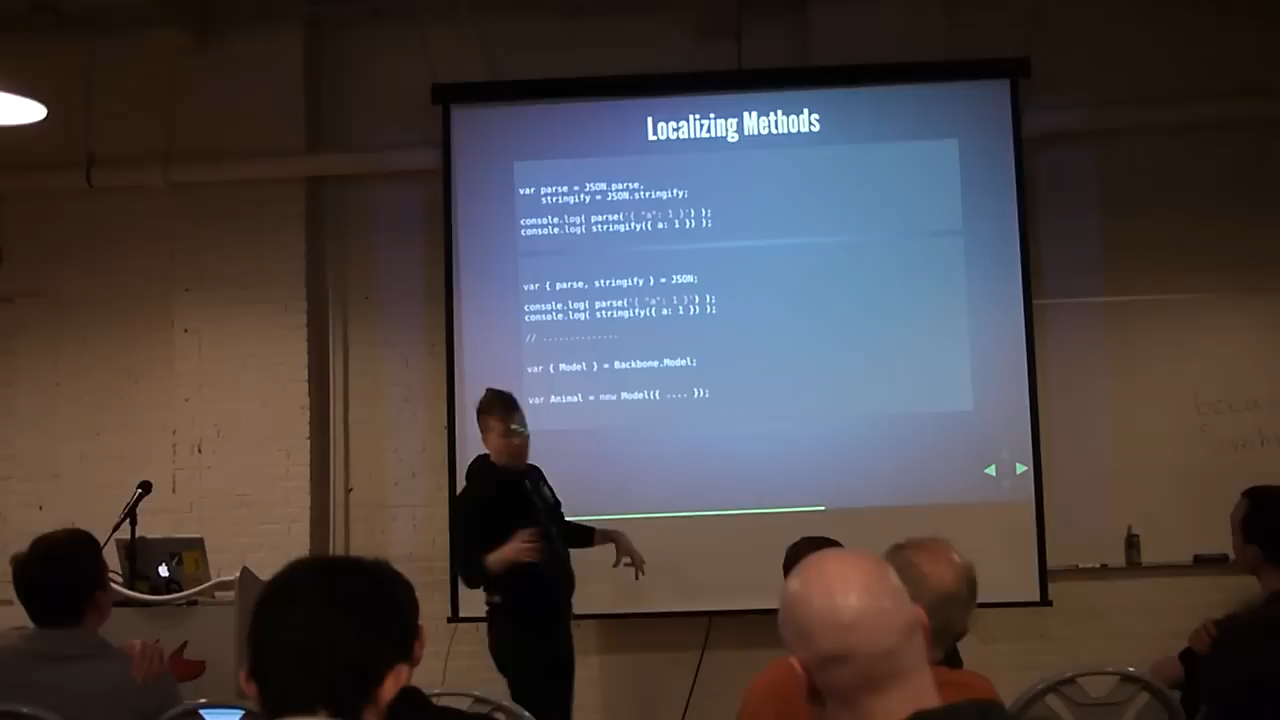 Localizing Methods
var parse = JSON.parse,
stringify = JSON.stringify;
console.log( parse('{ "a": 1 }') );
console.log( stringify({ a: 1 }) );
var { parse, stringify } = JSON;
console.log( parse('{ "a": 1 }') );
console.log( stringify({ a: 1 }) );
// ..............
var { Model } = Backbone.Model;
var Animal = new Model({ .... });